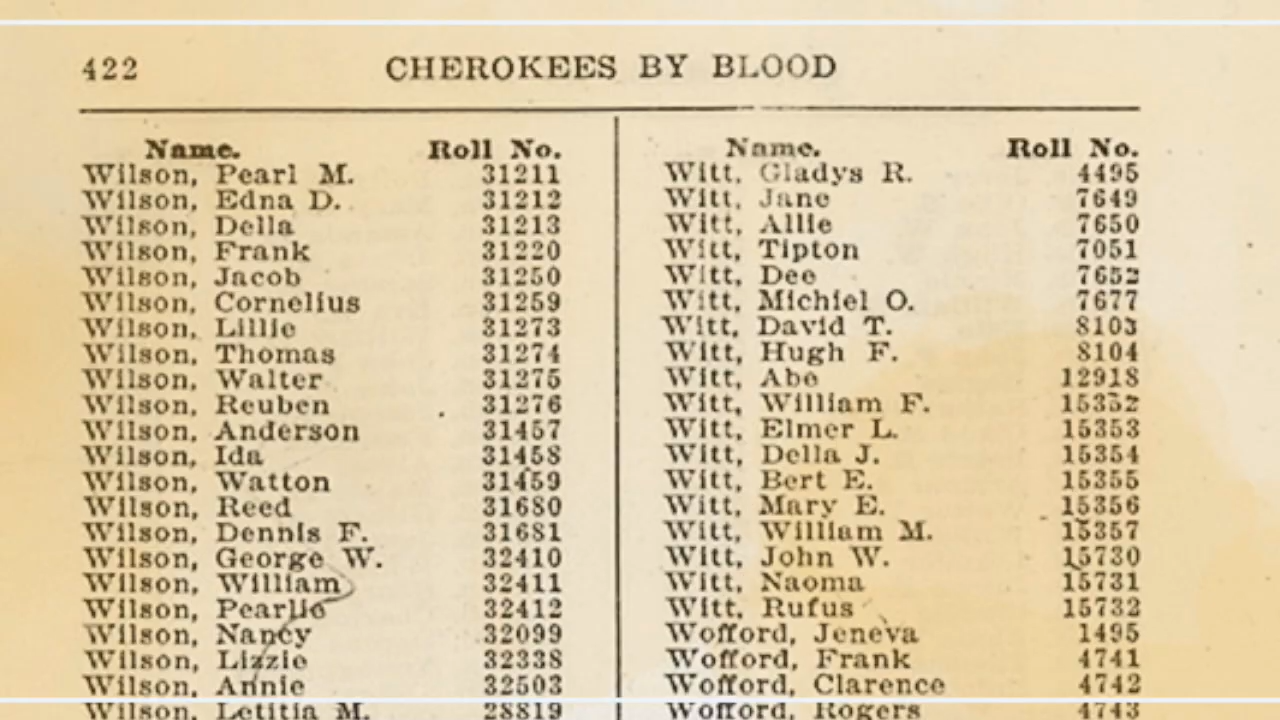 422 CHEROKEES BY BLOOD
Name. Roll No.
Wilson, Pearl M. 31211
Wilson, Edna D. 31212
Wilson, Della 31213
Wilson, Frank 31220
Wilson, Jacob 31250
Wilson, Cornelius 31259
Wilson, Lillie 31273
Wilson, Thomas 31274
Wilson, Walter 31275
Wilson, Reuben 31276
Wilson, Anderson 31457
Wilson, Ida 31458
Wilson, Watton 31459
Wilson, Reed 31680
Wilson, Dennis F. 31681
Wilson, George W. 32410
Wilson, William 32411
Wilson, Pearlie 32412
Wilson, Nancy 32099
Wilson, Lizzie 32338
Wilson, Annie 32503
Wilson, Letitia M. 28819
Name. Roll No.
Witt, Gladys R. 4495
Witt, Jane 7649
Witt, Allie 7650
Witt, Tipton 7051
Witt, Dee 7652
Witt, Michiel O. 7677
Witt, David T. 8103
Witt, Hugh F. 8104
Witt, Abe 12918
Witt, William F. 15352
Witt, Elmer L. 15353
Witt, Della J. 15354
Witt, Bert E. 15355
Witt, Mary E. 15356
Witt, William M. 15357
Witt, John W. 15730
Witt, Naoma 15731
Witt, Rufus 15732
Wofford, Jeneva 1495
Wofford, Frank 4741
Wofford, Clarence 4742
Wofford, Rogers 4743